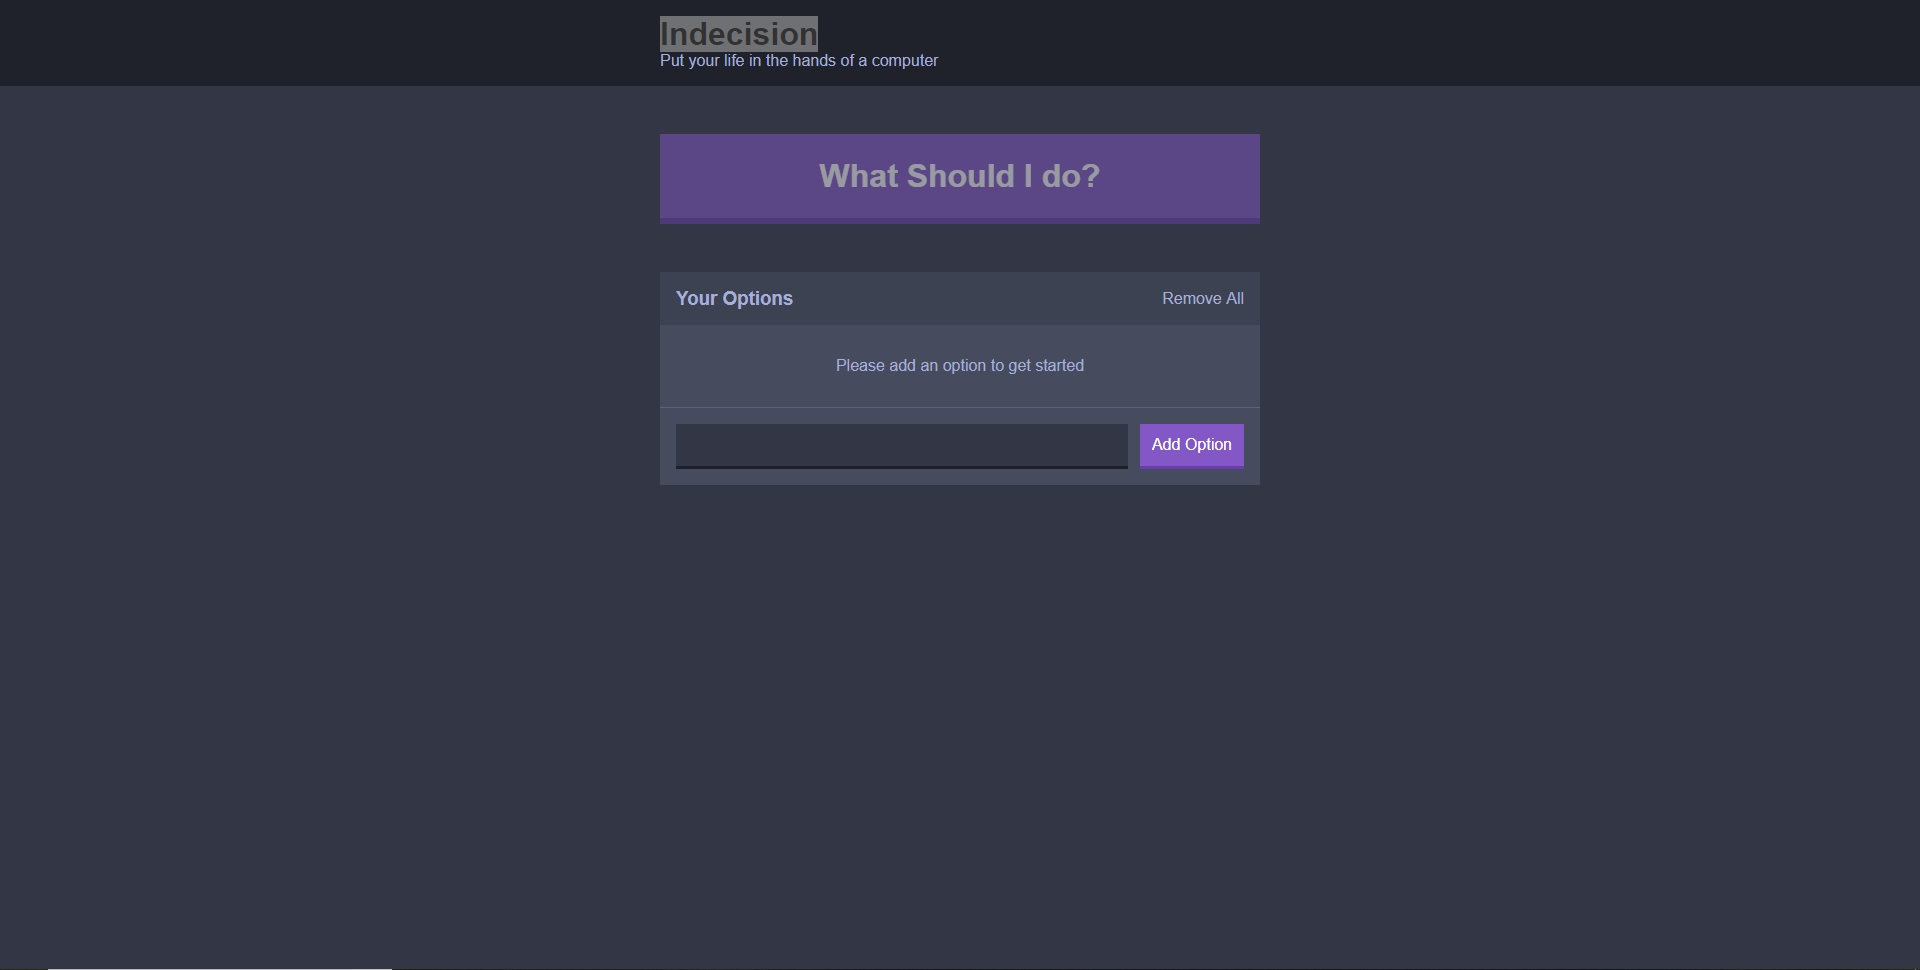 Indecision
Put your life in the hands of a computer
What Should I do?
Your Options
Remove All
Please add an option to get started
Add Option